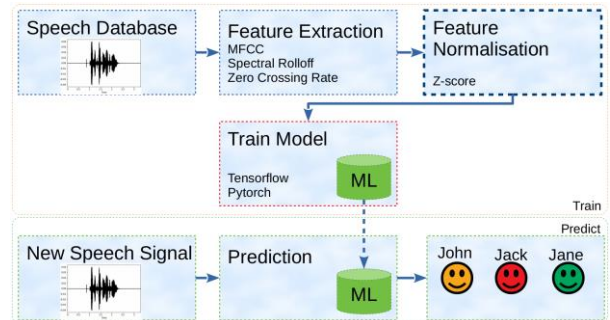 Speech Database
Feature Extraction
MFCC
Spectral Rolloff
Zero Crossing Rate
Feature
Normalisation
Z-score
Train Model
Tensorflow
Pytorch
ML
Train
Predict
New Speech Signal
Prediction
ML
John Jack Jane